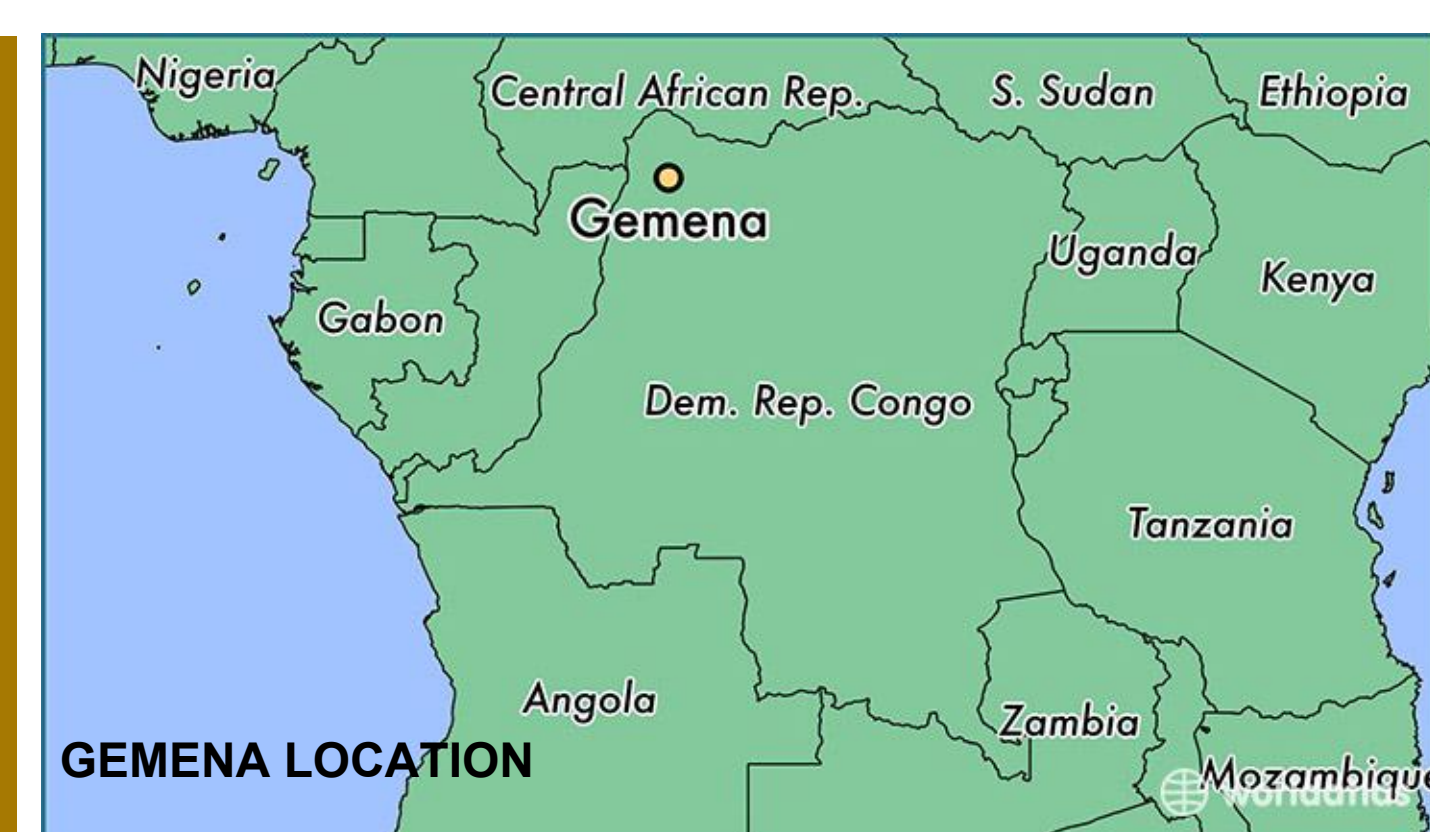 Nigeria
Central African Rep.
S. Sudan
Ethiopia
Gemena
Uganda
Kenya
Gabon
Dem. Rep. Congo
Tanzania
Angola
Zambia
GEMENA LOCATION
Mozambique
worldatlas